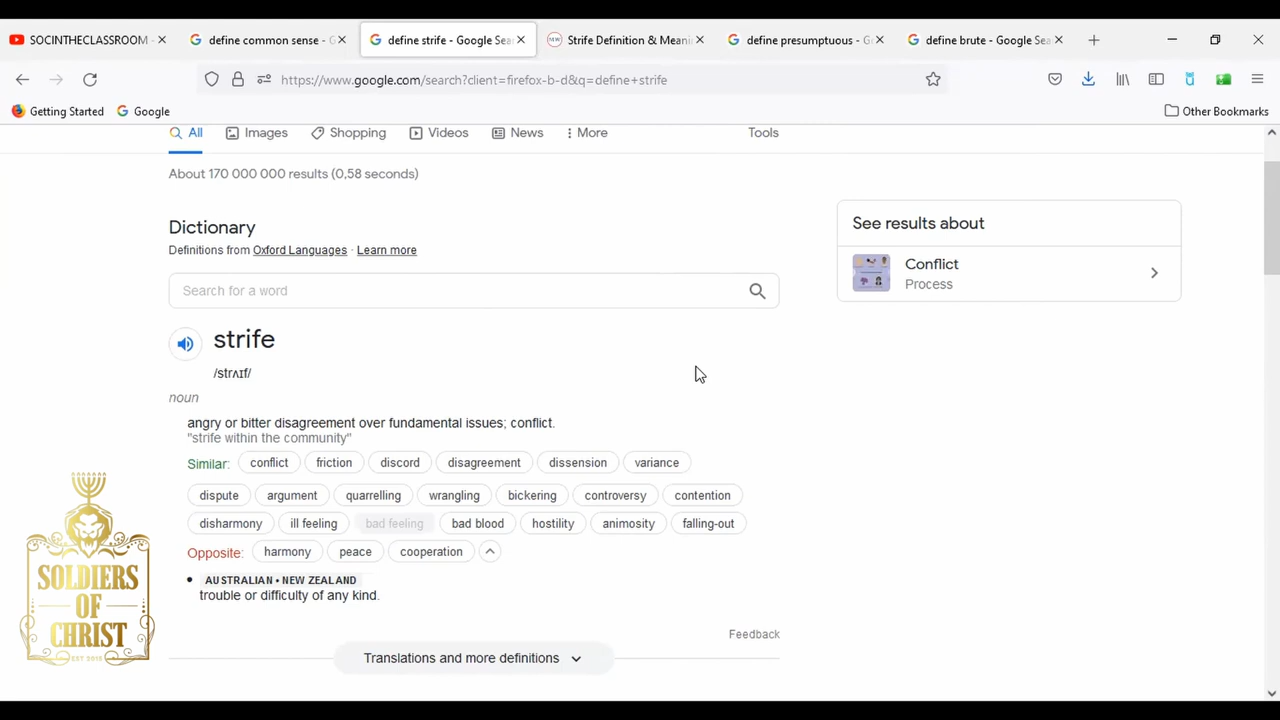 SOCINTHECLASSROOM -
define common sense - G
define strife - Google Sea
MW Strife Definition & Meani
define presumptuous - G
define brute - Google Sea
https://www.google.com/search?client=firefox-b-d&q=define+strife
Getting Started Google Other Bookmarks
All Images Shopping Videos News More Tools
About 170 000 000 results (0,58 seconds)
Dictionary
Definitions from Oxford Languages · Learn more
Search for a word
strife
/strʌɪf/
noun
angry or bitter disagreement over fundamental issues; conflict.
"strife within the community"
Similar: conflict friction discord disagreement dissension variance
dispute argument quarrelling wrangling bickering controversy contention
disharmony ill feeling bad feeling bad blood hostility animosity falling-out
Opposite: harmony peace cooperation
AUSTRALIAN • NEW ZEALAND
trouble or difficulty of any kind.
Feedback
Translations and more definitions
See results about
Conflict
Process
SOLDIERS
OF
CHRIST